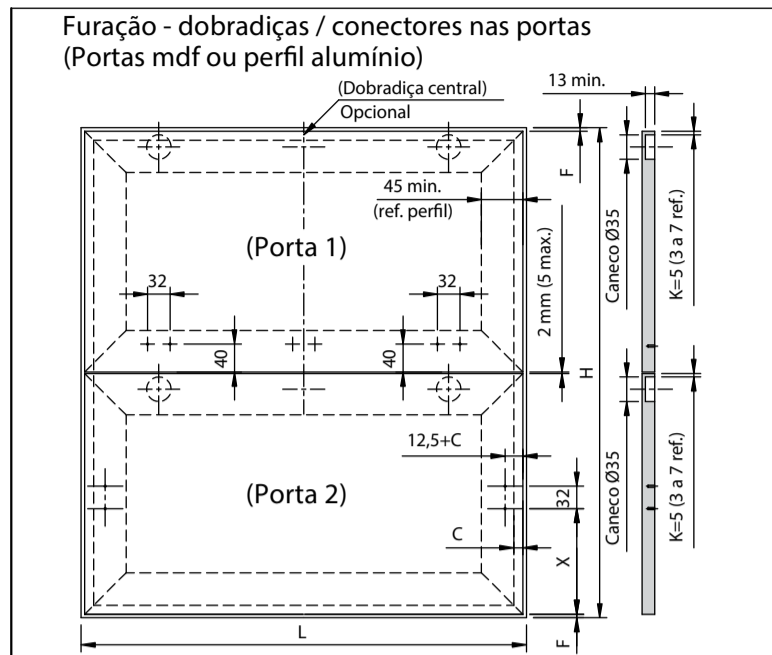 Furação - dobradiças / conectores nas portas
(Portas mdf ou perfil alumínio)
13 min.
(Dobradiça central)
Opcional
F
45 min.
(ref. perfil)
Caneco Ø35
K=5 (3 a 7 ref.)
(Porta 1)
2 mm (5 max.)
32
32
40
40
H
12,5+C
(Porta 2)
32
Caneco Ø35
K=5 (3 a 7 ref.)
C
X
L
F